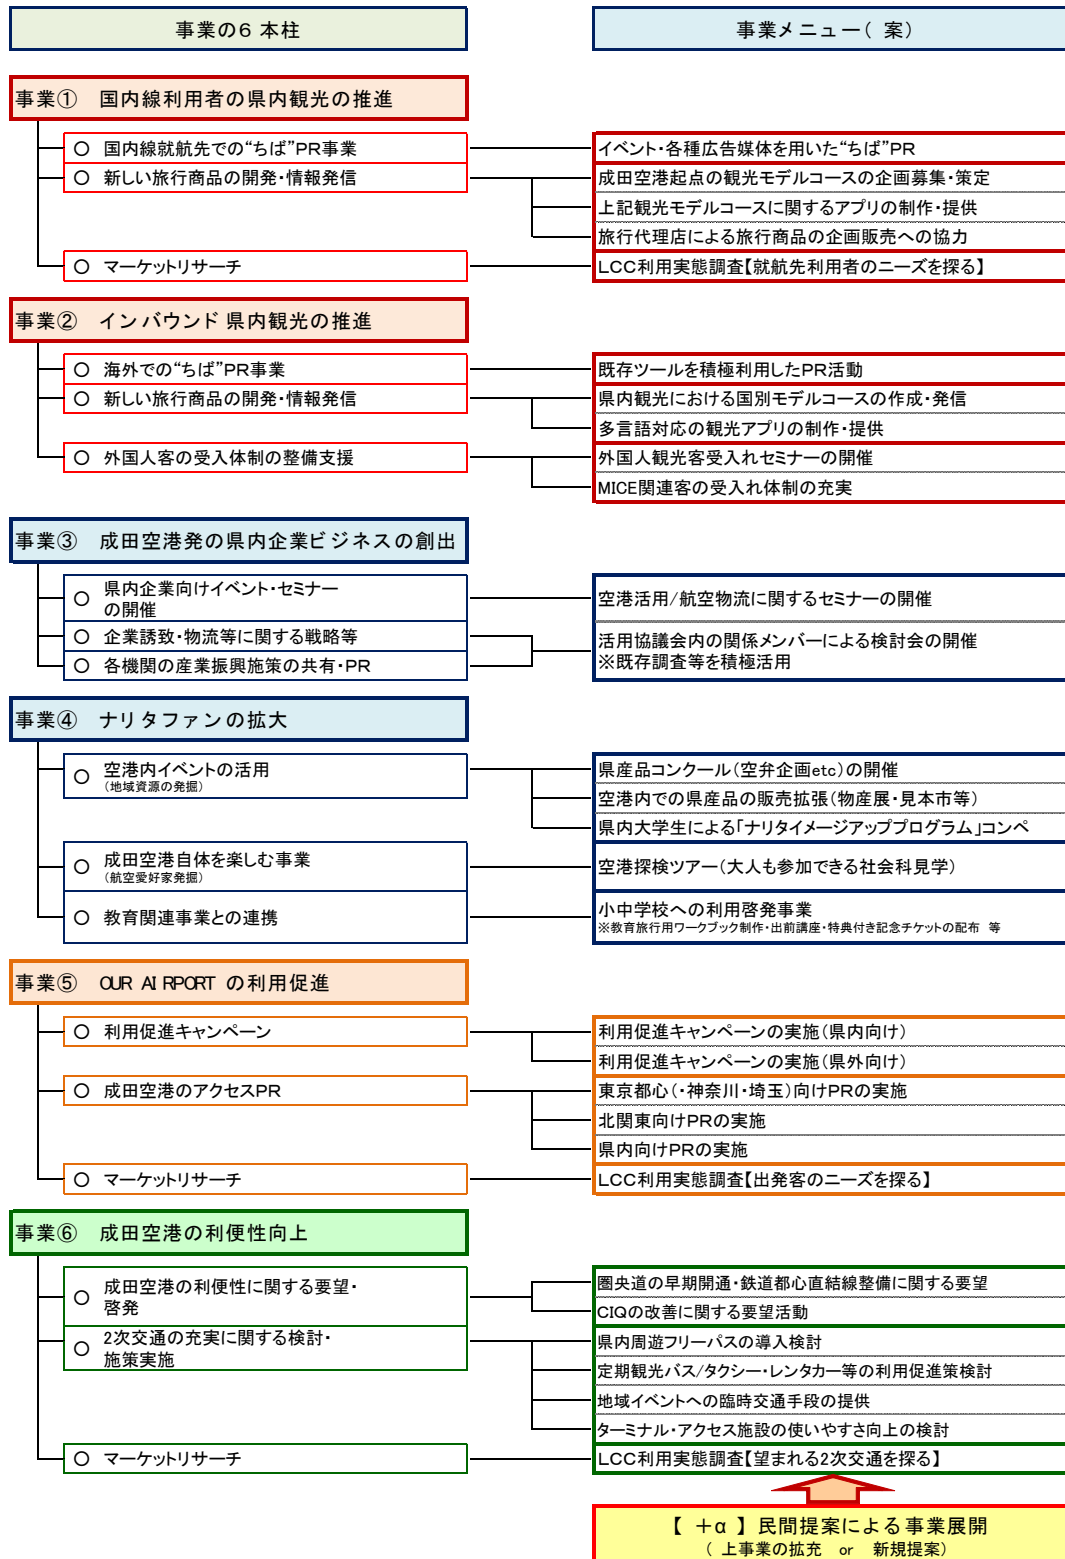 事業の6本柱
事業メニュー(案)
事業① 国内線利用者の県内観光の推進
○ 国内線就航先での“ちば”PR事業
イベント・各種広告媒体を用いた“ちば”PR
○ 新しい旅行商品の開発・情報発信
成田空港起点の観光モデルコースの企画募集・策定
上記観光モデルコースに関するアプリの制作・提供
旅行代理店による旅行商品の企画販売への協力
○ マーケットリサーチ
LCC利用実態調査【就航先利用者のニーズを探る】
事業② インバウンド県内観光の推進
○ 海外での“ちば”PR事業
既存ツールを積極利用したPR活動
○ 新しい旅行商品の開発・情報発信
県内観光における国別モデルコースの作成・発信
多言語対応の観光アプリの制作・提供
○ 外国人客の受入体制の整備支援
外国人観光客受入れセミナーの開催
MICE関連客の受入れ体制の充実
事業③ 成田空港発の県内企業ビジネスの創出
○ 県内企業向けイベント・セミナー
の開催
空港活用/航空物流に関するセミナーの開催
○ 企業誘致・物流等に関する戦略等
○ 各機関の産業振興施策の共有・PR
活用協議会内の関係メンバーによる検討会の開催
※既存調査等を積極活用
事業④ ナリタファンの拡大
○ 空港内イベントの活用
(地域資源の発掘)
県産品コンクール(空弁企画etc)の開催
空港内での県産品の販売拡張(物産展・見本市等)
県内大学生による「ナリタイメージアッププログラム」コンペ
○ 成田空港自体を楽しむ事業
(航空愛好家発掘)
空港探検ツアー(大人も参加できる社会科見学)
○ 教育関連事業との連携
小中学校への利用啓発事業
※教育旅行用ワークブック制作・出前講座・特典付き記念チケットの配布 等
事業⑤ OUR AIRPORT の利用促進
○ 利用促進キャンペーン
利用促進キャンペーンの実施(県内向け)
利用促進キャンペーンの実施(県外向け)
○ 成田空港のアクセスPR
東京都心(・神奈川・埼玉)向けPRの実施
北関東向けPRの実施
県内向けPRの実施
○ マーケットリサーチ
LCC利用実態調査【出発客のニーズを探る】
事業⑥ 成田空港の利便性向上
○ 成田空港の利便性に関する要望・
啓発
圏央道の早期開通・鉄道都心直結線整備に関する要望
CIQの改善に関する要望活動
○ 2次交通の充実に関する検討・
施策実施
県内周遊フリーパスの導入検討
定期観光バス/タクシー・レンタカー等の利用促進策検討
地域イベントへの臨時交通手段の提供
ターミナル・アクセス施設の使いやすさ向上の検討
○ マーケットリサーチ
LCC利用実態調査【望まれる2次交通を探る】
【 +α 】民間提案による事業展開
(上事業の拡充 or 新規提案)